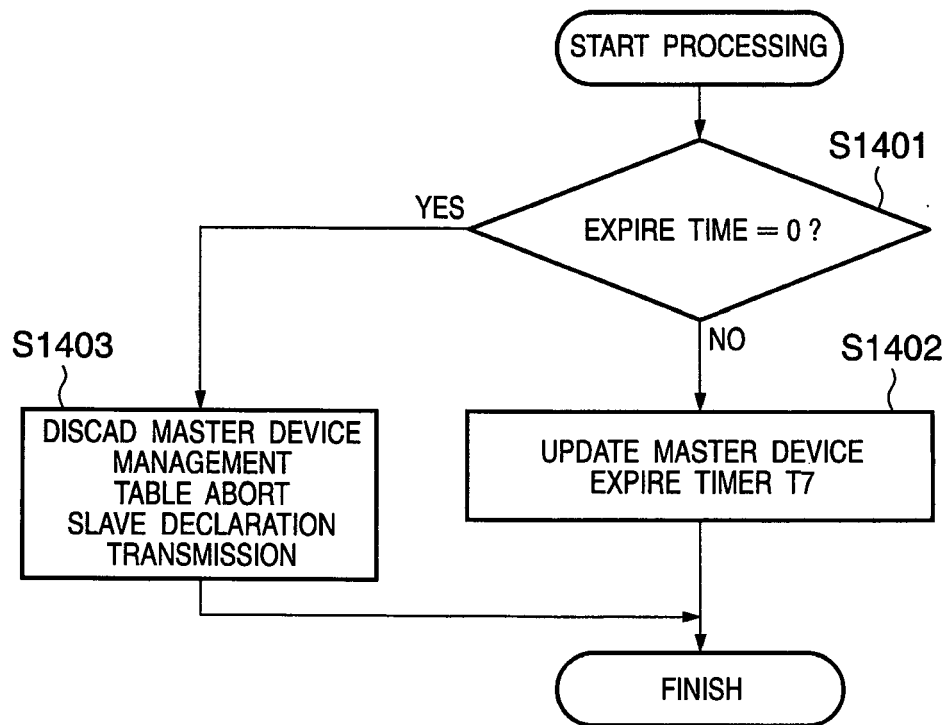 START PROCESSING
S1401
YES
EXPIRE TIME = 0 ?
S1403
NO
S1402
DISCAD MASTER DEVICE
MANAGEMENT
TABLE ABORT
SLAVE DECLARATION
TRANSMISSION
UPDATE MASTER DEVICE
EXPIRE TIMER T7
FINISH